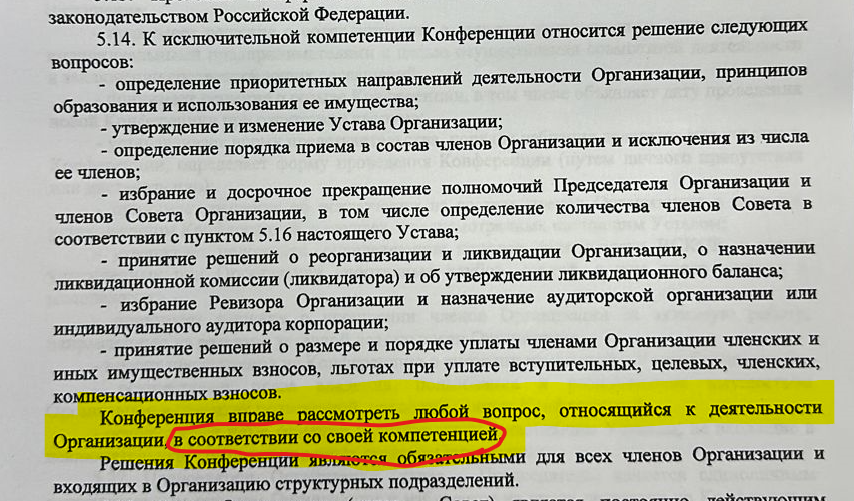 законодательством Российской Федерации.
5.14. К исключительной компетенции Конференции относится решение следующих
вопросов:
- определение приоритетных направлений деятельности Организации, принципов
образования и использования ее имущества;
- утверждение и изменение Устава Организации;
- определение порядка приема в состав членов Организации и исключения из числа
ее членов;
- избрание и досрочное прекращение полномочий Председателя Организации и
членов Совета Организации, в том числе определение количества членов Совета в
соответствии с пунктом 5.16 настоящего Устава;
- принятие решений о реорганизации и ликвидации Организации, о назначении
ликвидационной комиссии (ликвидатора) и об утверждении ликвидационного баланса;
- избрание Ревизора Организации и назначение аудиторской организации или
индивидуального аудитора корпорации;
- принятие решений о размере и порядке уплаты членами Организации членских и
иных имущественных взносов, льготах при уплате вступительных, целевых, членских,
компенсационных взносов.
Конференция вправе рассмотреть любой вопрос, относящийся к деятельности
Организации, в соответствии со своей компетенцией
Решения Конференции являются обязательными для всех членов Организации и
входящих в Организацию структурных подразделений.